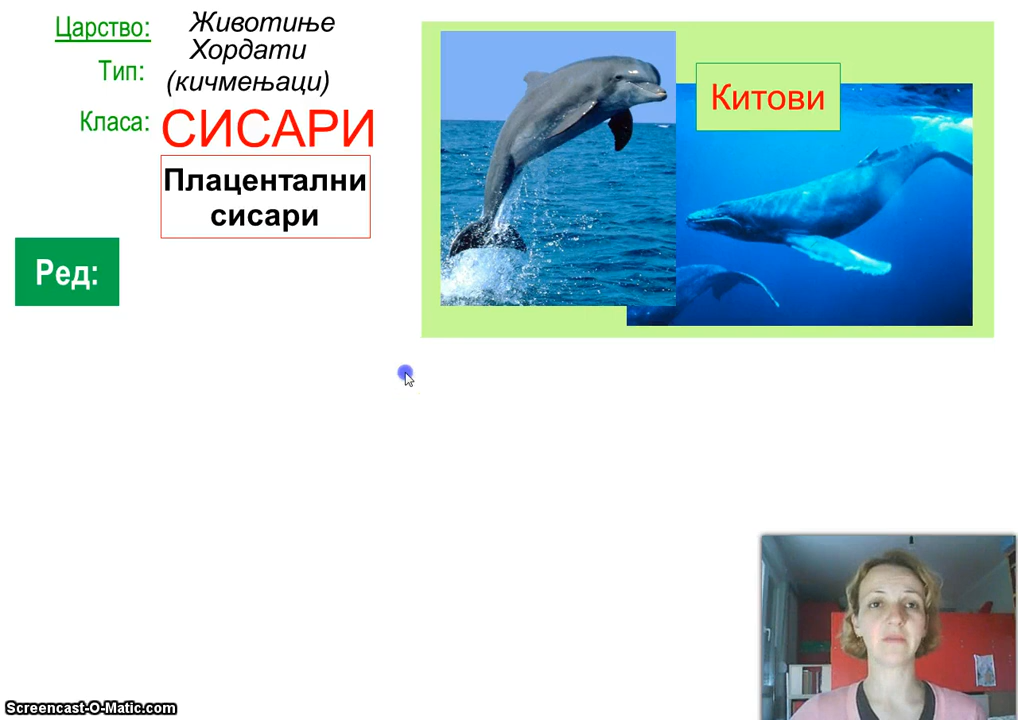 Царство:
Животиње
Хордати
Тип:
(кичмењаци)
Класа:
СИСАРИ
Плацентални
сисари
Ред:
Китови
Screencast-O-Matic.com